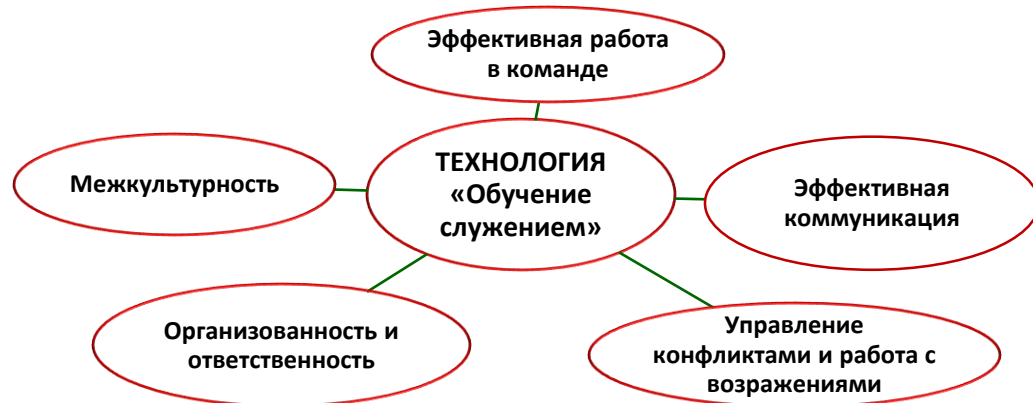 Эффективная работа
в команде
ТЕХНОЛОГИЯ
«Обучение
служением»
Межкультурность
Эффективная
коммуникация
Организованность и
ответственность
Управление
конфликтами и работа с
возражениями